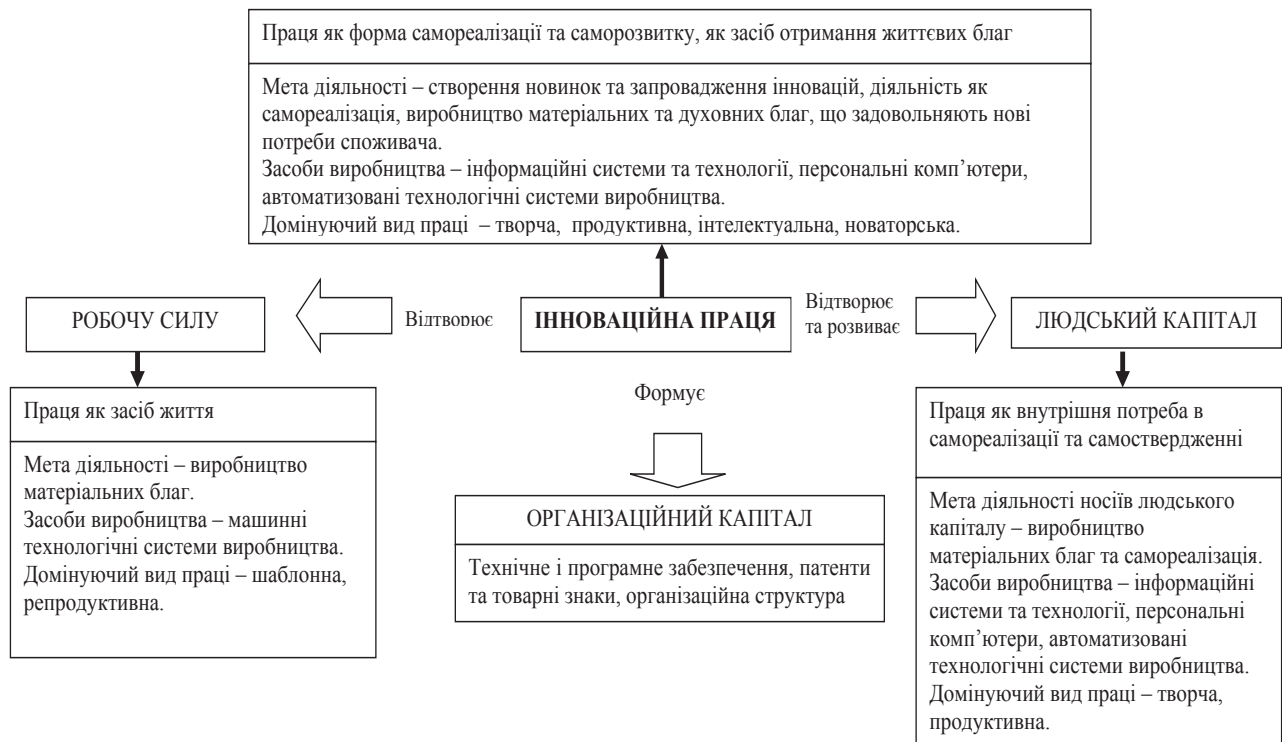 Праця як форма самореалізації та саморозвитку, як засіб отримання життєвих благ
Мета діяльності – створення новинок та запровадження інновацій, діяльність як
самореалізація, виробництво матеріальних та духовних благ, що задовольняють нові
потреби споживача.
Засоби виробництва – інформаційні системи та технології, персональні комп’ютери,
автоматизовані технологічні системи виробництва.
Домінуючий вид праці – творча, продуктивна, інтелектуальна, новаторська.
РОБОЧУ СИЛУ
Відтворює
ІННОВАЦІЙНА ПРАЦЯ
Відтворює
та розвиває
ЛЮДСЬКИЙ КАПІТАЛ
Формує
Праця як засіб життя
Мета діяльності – виробництво
матеріальних благ.
Засоби виробництва – машинні
технологічні системи виробництва.
Домінуючий вид праці – шаблонна,
репродуктивна.
ОРГАНІЗАЦІЙНИЙ КАПІТАЛ
Технічне і програмне забезпечення, патенти
та товарні знаки, організаційна структура
Праця як внутрішня потреба в
самореалізації та самоствердженні
Мета діяльності носіїв людського
капіталу – виробництво
матеріальних благ та самореалізація.
Засоби виробництва – інформаційні
системи та технології, персональні
комп’ютери, автоматизовані
технологічні системи виробництва.
Домінуючий вид праці – творча,
продуктивна.